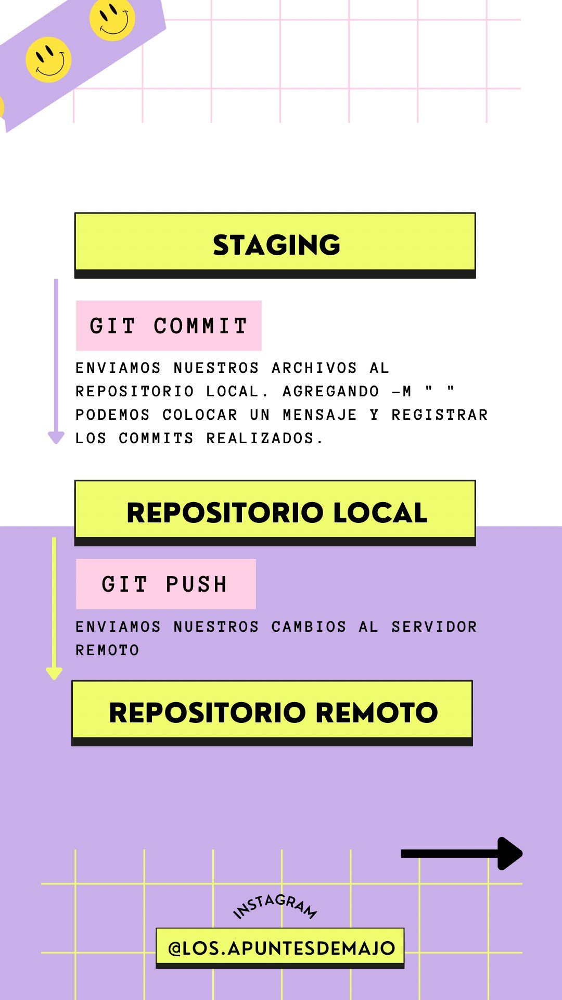 STAGING
GIT COMMIT
ENVIAMOS NUESTROS ARCHIVOS AL
REPOSITORIO LOCAL. AGREGANDO –M " "
PODEMOS COLOCAR UN MENSAJE Y REGISTRAR
LOS COMMITS REALIZADOS.
REPOSITORIO LOCAL
GIT PUSH
ENVIAMOS NUESTROS CAMBIOS AL SERVIDOR
REMOTO
REPOSITORIO REMOTO
INSTAGRAM
@LOS.APUNTESDEMAJO